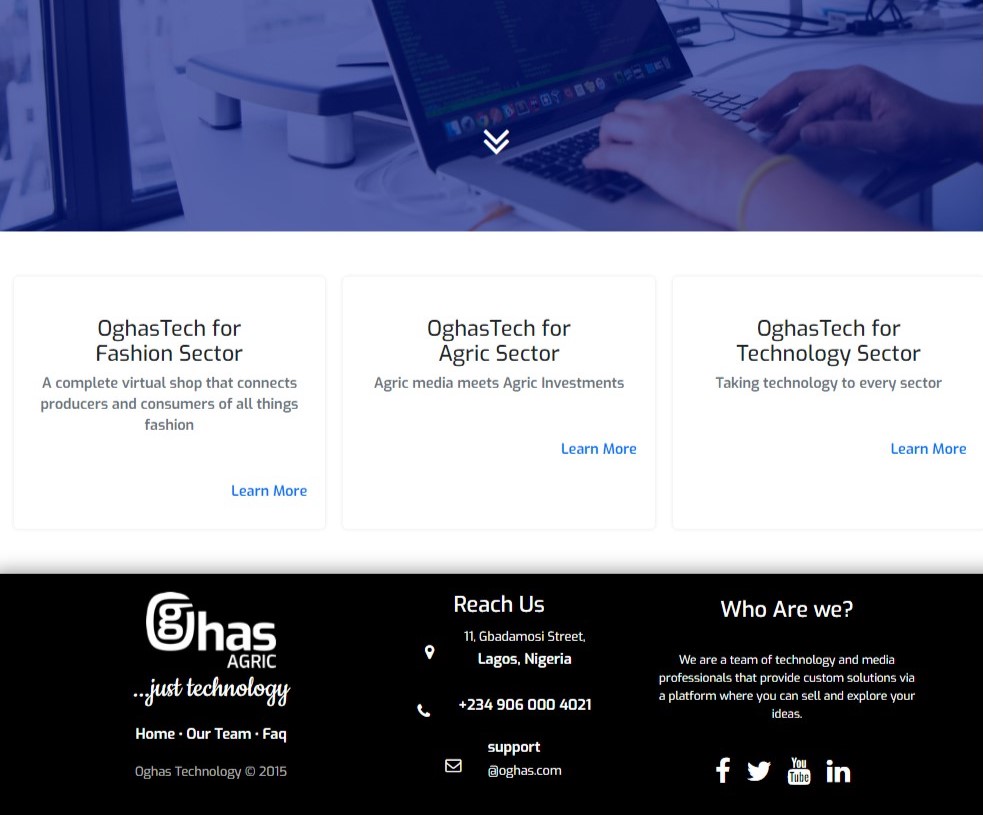 OghasTech for
Fashion Sector
A complete virtual shop that connects
producers and consumers of all things
fashion
Learn More
OghasTech for
Agric Sector
Agric media meets Agric Investments
Learn More
OghasTech for
Technology Sector
Taking technology to every sector
Learn More
Oghas
AGRIC
...just technology
Home • Our Team • Faq
Oghas Technology © 2015
Reach Us
11, Gbadamosi Street,
Lagos, Nigeria
+234 906 000 4021
support
@oghas.com
Who Are we?
We are a team of technology and media
professionals that provide custom solutions via
a platform where you can sell and explore your
ideas.
You
Tube
in